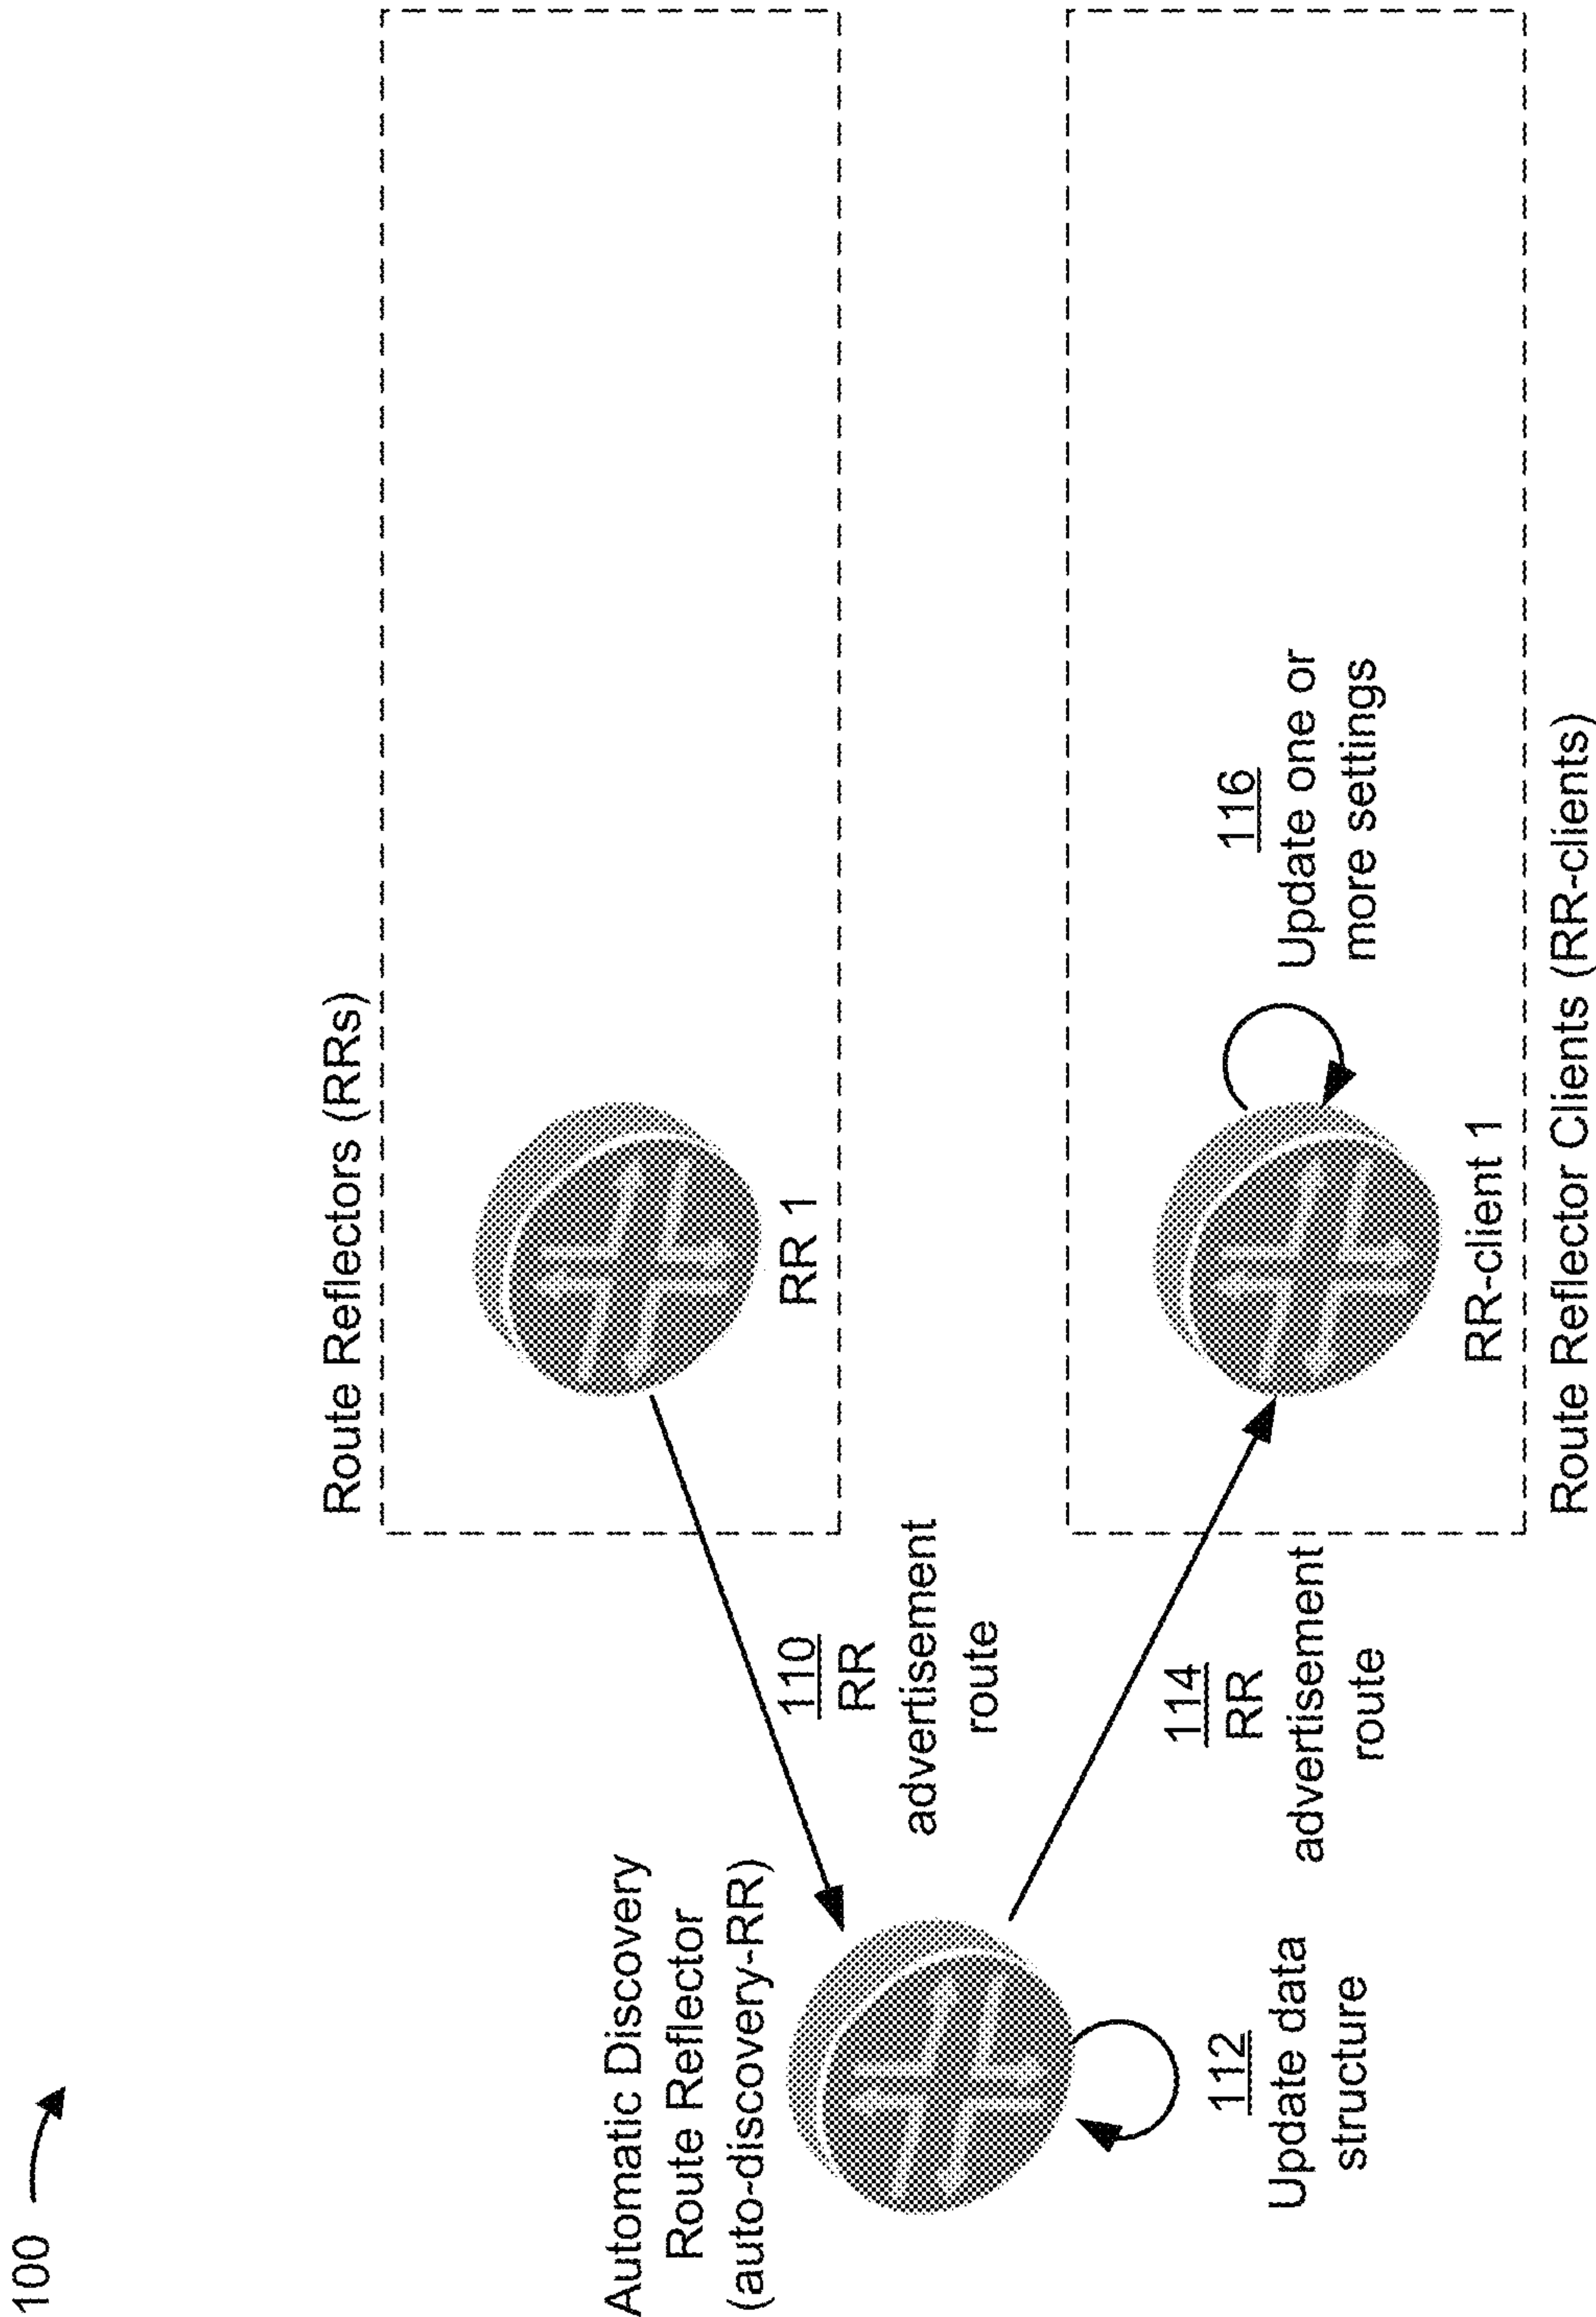 100
Route Reflectors (RRs)
Automatic Discovery
Route Reflector
(auto-discovery-RR)
RR 1
110
RR
advertisement
route
112
Update data
structure
114
RR
advertisement
route
116
Update one or
more settings
RR-client 1
Route Reflector Clients (RR-clients)